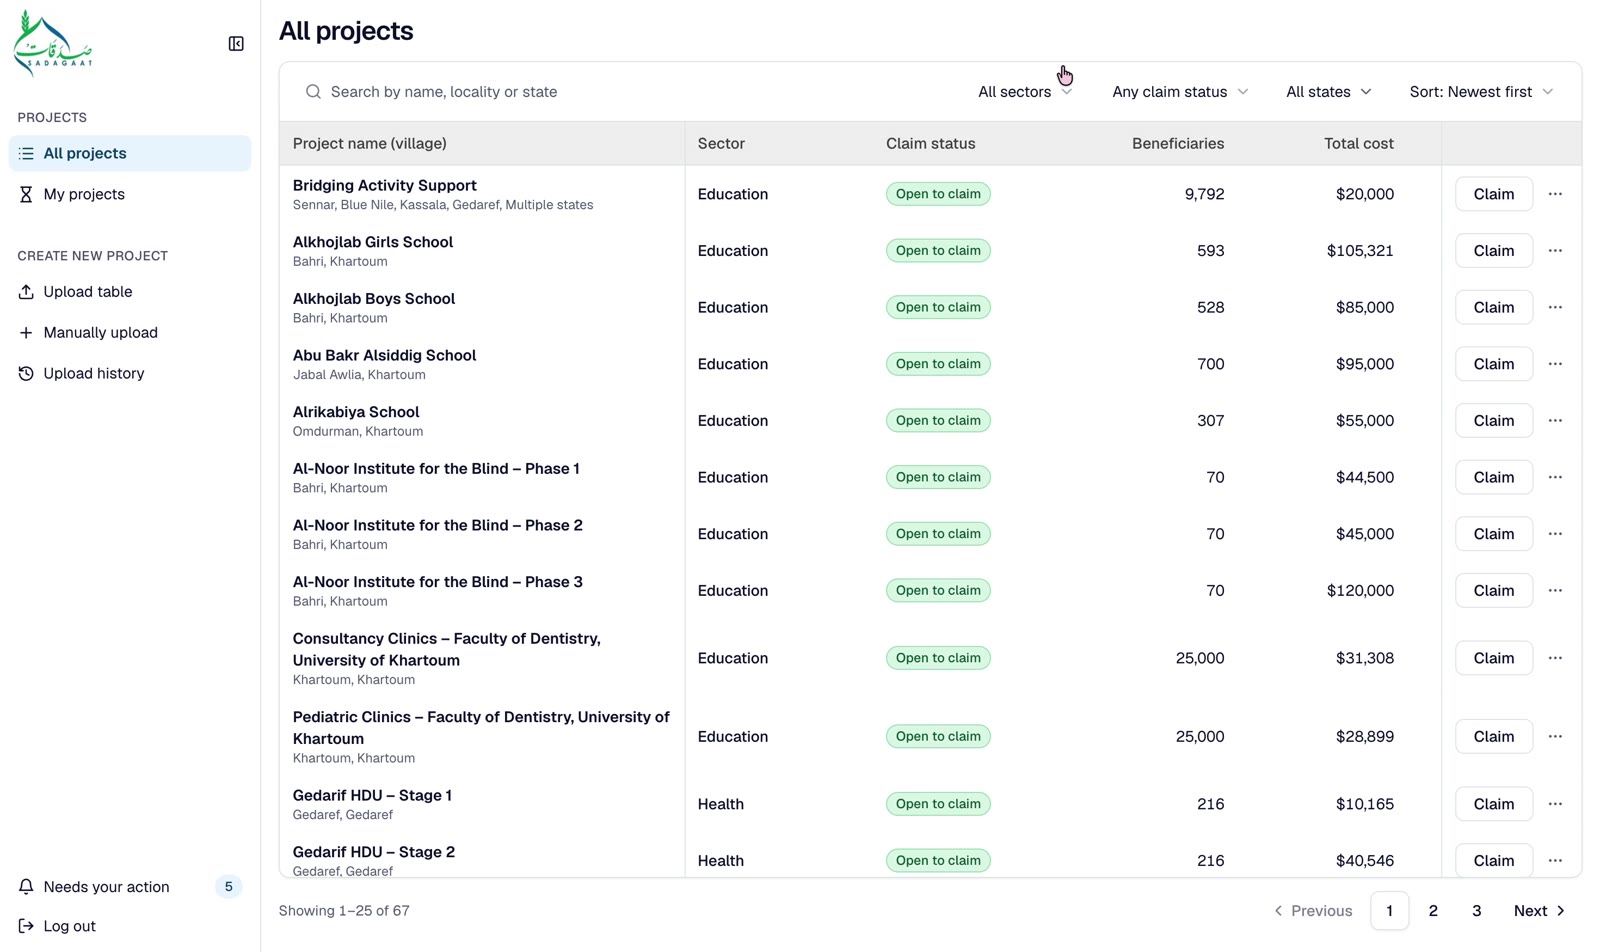 صدقات
SADAGAAT
PROJECTS
All projects
My projects
CREATE NEW PROJECT
Upload table
Manually upload
Upload history
Needs your action 5
Log out
All projects
Search by name, locality or state All sectors Any claim status All states Sort: Newest first
Project name (village) Sector Claim status Beneficiaries Total cost
Bridging Activity Support
Sennar, Blue Nile, Kassala, Gedaref, Multiple states
Education Open to claim 9,792 $20,000 Claim
Alkhojlab Girls School
Bahri, Khartoum
Education Open to claim 593 $105,321 Claim
Alkhojlab Boys School
Bahri, Khartoum
Education Open to claim 528 $85,000 Claim
Abu Bakr Alsiddig School
Jabal Awlia, Khartoum
Education Open to claim 700 $95,000 Claim
Alrikabiya School
Omdurman, Khartoum
Education Open to claim 307 $55,000 Claim
Al-Noor Institute for the Blind – Phase 1
Bahri, Khartoum
Education Open to claim 70 $44,500 Claim
Al-Noor Institute for the Blind – Phase 2
Bahri, Khartoum
Education Open to claim 70 $45,000 Claim
Al-Noor Institute for the Blind – Phase 3
Bahri, Khartoum
Education Open to claim 70 $120,000 Claim
Consultancy Clinics – Faculty of Dentistry,
University of Khartoum
Khartoum, Khartoum
Education Open to claim 25,000 $31,308 Claim
Pediatric Clinics – Faculty of Dentistry, University of
Khartoum
Khartoum, Khartoum
Education Open to claim 25,000 $28,899 Claim
Gedarif HDU – Stage 1
Gedaref, Gedaref
Health Open to claim 216 $10,165 Claim
Gedarif HDU – Stage 2
Gedaref, Gedaref
Health Open to claim 216 $40,546 Claim
Showing 1–25 of 67 Previous 1 2 3 Next